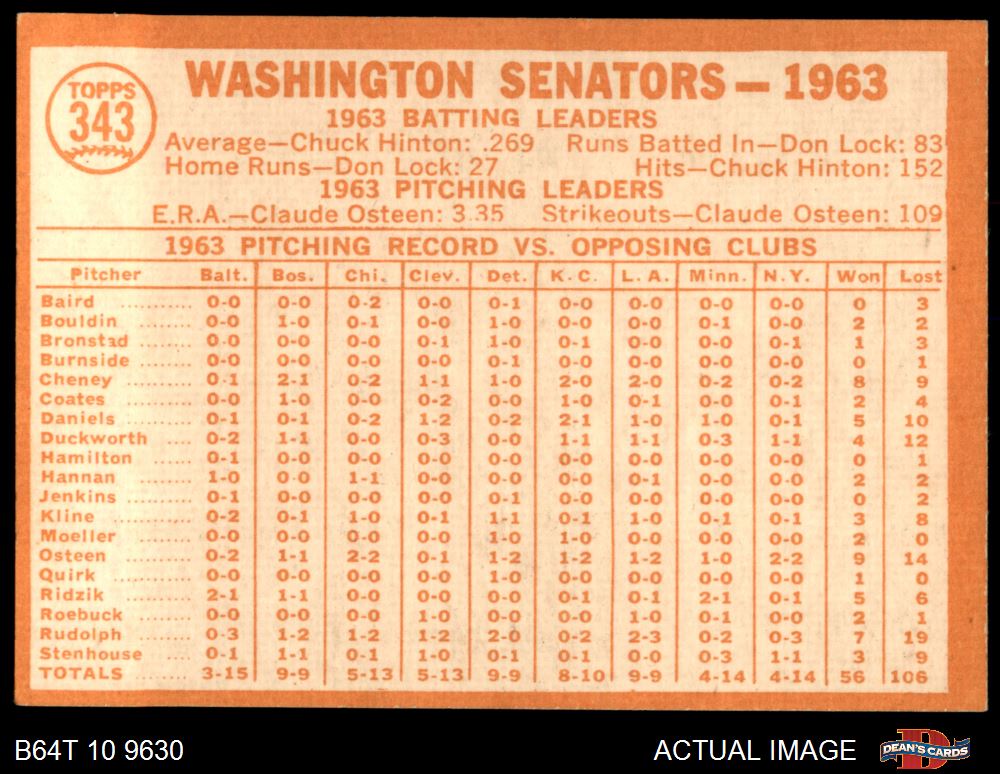 TOPPS
343
WASHINGTON SENATORS — 1963
1963 BATTING LEADERS
Average—Chuck Hinton: .269 Runs Batted In—Don Lock: 83
Home Runs—Don Lock: 27 Hits—Chuck Hinton: 152
1963 PITCHING LEADERS
E.R.A.—Claude Osteen: 3.35 Strikeouts—Claude Osteen: 109
1963 PITCHING RECORD VS. OPPOSING CLUBS
Pitcher Balt. Bos. Chi. Clev. Det. K.C. L.A. Minn. N.Y. Won Lost
Baird .......... 0-0 0-0 0-2 0-0 0-1 0-0 0-0 0-0 0-0 0 3
Bouldin ........ 0-0 1-0 0-1 0-0 1-0 0-0 0-0 0-1 0-0 2 2
Bronstad ....... 0-0 0-0 0-0 0-1 1-0 0-1 0-0 0-0 0-1 1 3
Burnside ....... 0-0 0-0 0-0 0-0 0-1 0-0 0-0 0-0 0-0 0 1
Cheney ......... 0-1 2-1 0-2 1-1 1-0 2-0 2-0 0-2 0-2 8 9
Coates ......... 0-0 1-0 0-0 0-2 0-0 1-0 0-1 0-0 0-1 2 4
Daniels ........ 0-1 0-1 0-2 1-2 0-2 2-1 1-0 1-0 0-1 5 10
Duckworth .... 0-2 1-1 0-0 0-3 0-0 1-1 1-1 0-3 1-1 4 12
Hamilton ...... 0-1 0-0 0-0 0-0 0-0 0-0 0-0 0-0 0-0 0 1
Hannan ........ 1-0 0-0 1-1 0-0 0-0 0-0 0-1 0-0 0-0 2 2
Jenkins ........ 0-1 0-0 0-0 0-0 0-1 0-0 0-0 0-0 0-0 0 2
Kline ........... 0-2 0-1 1-0 0-1 1-1 0-1 1-0 0-1 0-1 3 8
Moeller ........ 0-0 0-0 0-0 0-0 1-0 1-0 0-0 0-0 0-0 2 0
Osteen ......... 0-2 1-1 2-2 0-1 1-2 1-2 1-2 1-0 2-2 9 14
Quirk ........... 0-0 0-0 0-0 0-0 1-0 0-0 0-0 0-0 0-0 1 0
Ridzik ......... 2-1 1-1 0-0 0-0 0-0 0-1 0-1 2-1 0-1 5 6
Roebuck ....... 0-0 0-0 0-0 1-0 0-0 0-0 1-0 0-1 0-0 2 1
Rudolph ....... 0-3 1-2 1-2 1-2 2-0 0-2 2-3 0-2 0-3 7 19
Stenhouse .... 0-1 1-1 0-1 1-0 0-1 0-1 0-0 0-3 1-1 3 9
TOTALS ....... 3-15 9-9 5-13 5-13 9-9 8-10 9-9 4-14 4-14 56 106
B64T 10 9630 ACTUAL IMAGE DEAN'S CARDS